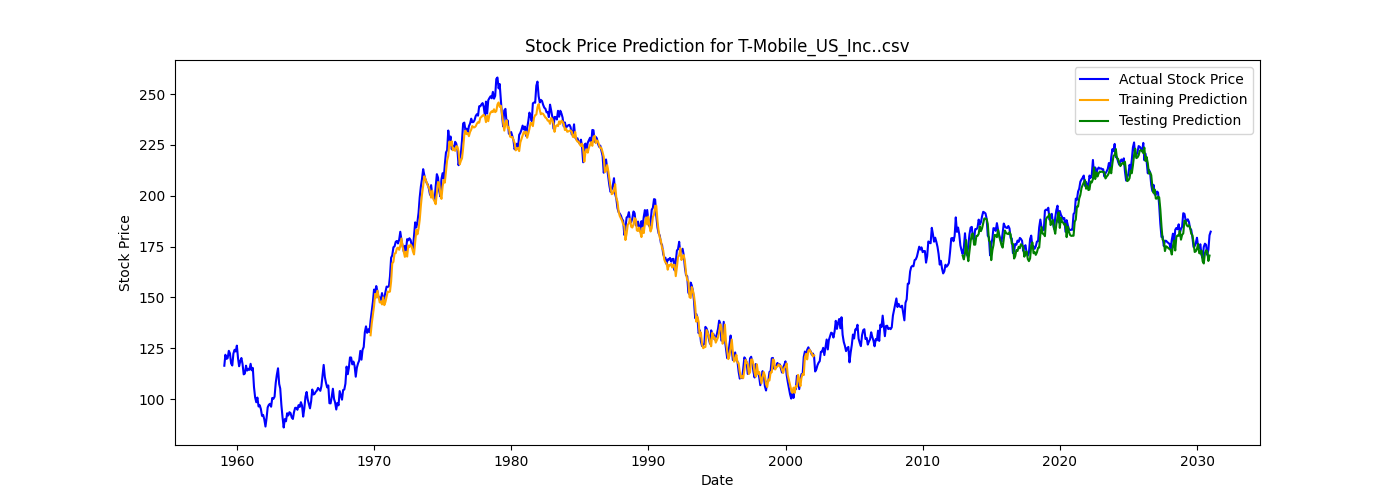 Stock Price Prediction for T-Mobile_US_Inc..csv
Actual Stock Price
Training Prediction
Testing Prediction
Stock Price
250
225
200
175
150
125
100
1960 1970 1980 1990 2000 2010 2020 2030
Date